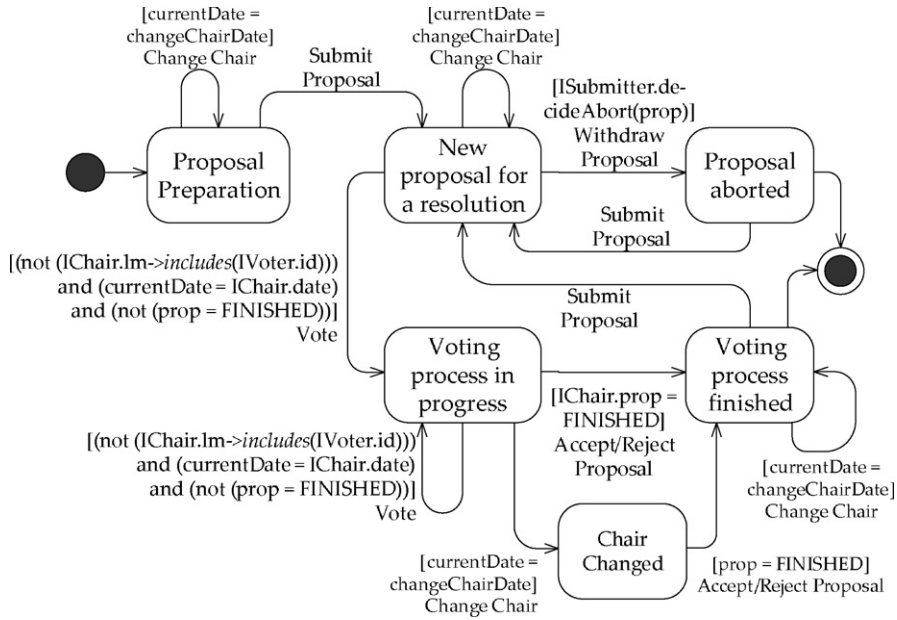 [currentDate =
changeChairDate]
Change Chair
Submit
Proposal
[currentDate =
changeChairDate]
Change Chair
[ISubmitter.de-
cideAbort(prop)]
Withdraw
Proposal
Proposal
Preparation
New
proposal for
a resolution
Proposal
aborted
Submit
Proposal
[(not (IChair.lm->includes(IVoter.id)))
and (currentDate = IChair.date)
and (not (prop = FINISHED))]
Vote
Submit
Proposal
Voting
process in
progress
Voting
process
finished
[IChair.prop =
FINISHED]
Accept/Reject
Proposal
[(not (IChair.lm->includes(IVoter.id)))
and (currentDate = IChair.date)
and (not (prop = FINISHED))]
Vote
[currentDate =
changeChairDate]
Change Chair
Chair
Changed
[currentDate =
changeChairDate]
Change Chair
[prop = FINISHED]
Accept/Reject Proposal